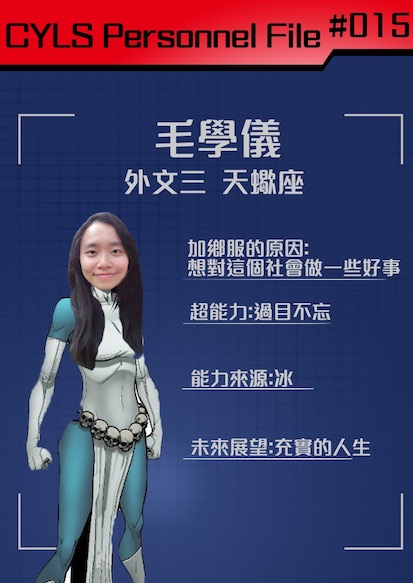 CYLS Personnel File #015
毛學儀
外文三 天蠍座
加鄉服的原因:
想對這個社會做一些好事
超能力:過目不忘
能力來源:冰
未來展望:充實的人生